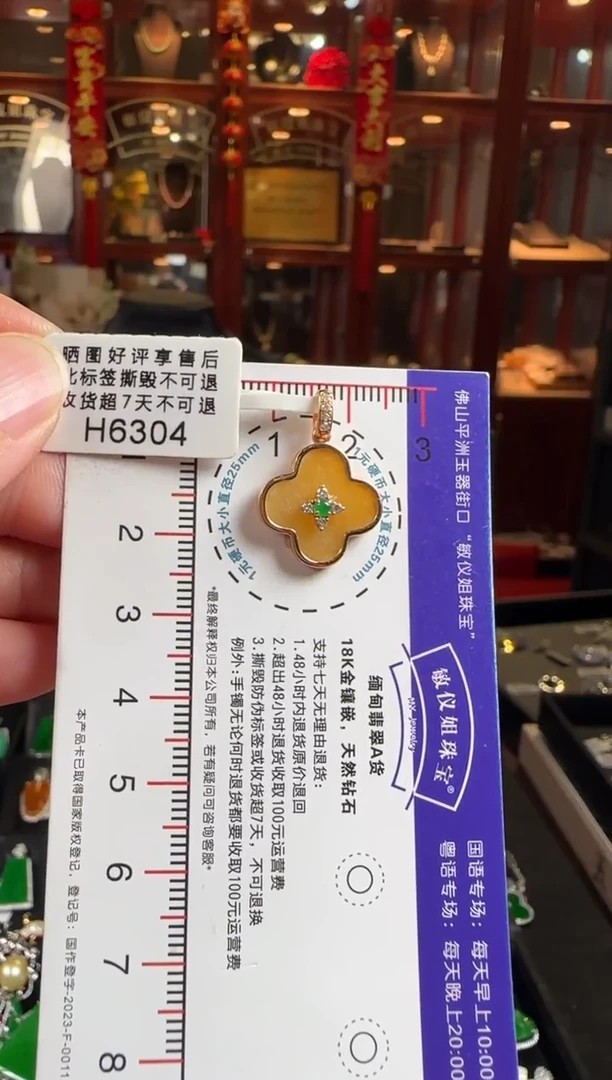 富贵平安
大吉大利
晒图好评享售后
此标签撕毁不可退
收货超7天不可退
H6304
1
2
3
2
3
4
5
6
7
8
1元硬币大小直径25mm
1元硬币大小直径25mm
佛山平洲玉器街口“敏仪姐珠宝”
敏仪姐珠宝®
国语专场：每天早上10:00
粤语专场：每天晚上20:00
缅甸翡翠A货
18K金镶嵌，天然钻石
支持七天无理由退货：
1.48小时内退货原价退回
2.超出48小时退货收取100元运营费
3.撕毁防伪标签或收货超7天，不可退换
例外：手镯无论何时退货都要收取100元运营费
*最终解释权归本公司所有，若有疑问可咨询客服*
本产品卡已取得国家版权登记，登记号：国作登字-2023-F-0011